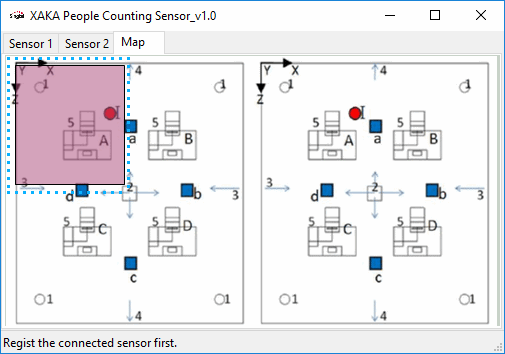 XAKA People Counting Sensor_v1.0
Sensor 1 Sensor 2 Map
Y X 4 Y X 4
1 1 1 1
Z Z
5 I 5 5 I 5
A a B A a B
3 2 2
d b d b
3 3
5 C 5 D 5 C 5 D
c c
1 1 1 1
4 4
Regist the connected sensor first.